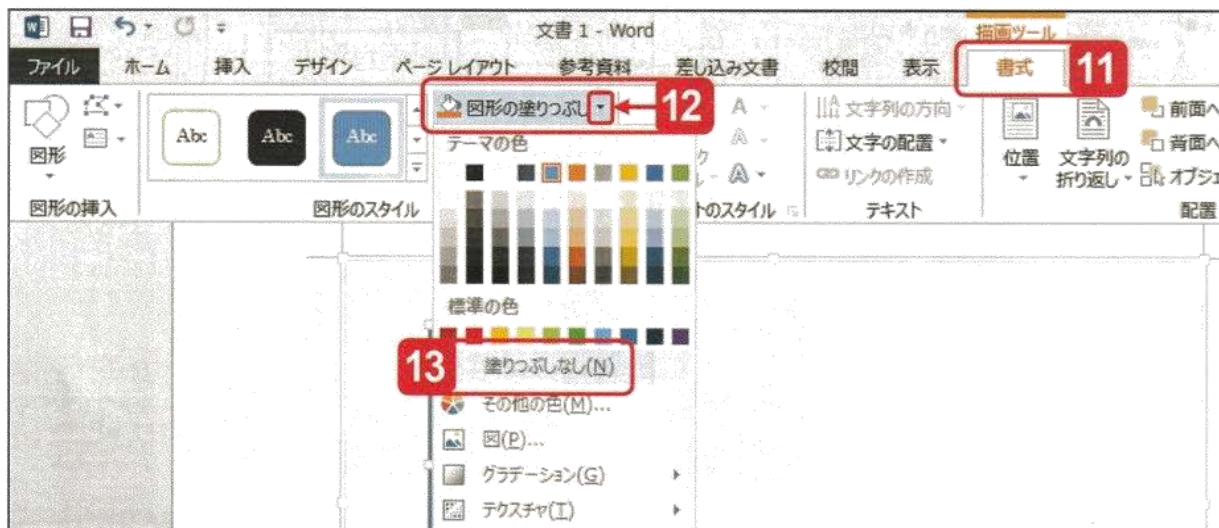 文書 1 - Word
描画ツール
ファイル ホーム 挿入 デザイン ページ レイアウト 参考資料 差し込み文書 校閲 表示 書式 11
Abc Abc Abc 図形の塗りつぶし 12 A 文字列の方向 前面へ
図形 A 文字の配置 位置 文字列の折り返し 背面へ
A リンクの作成 オブジェ
図形の挿入 図形のスタイル トのスタイル テキスト 配置
テーマの色
標準の色
13 塗りつぶしなし(N)
その他の色(M)...
図(P)...
グラデーション(G)
テクスチャ(T)